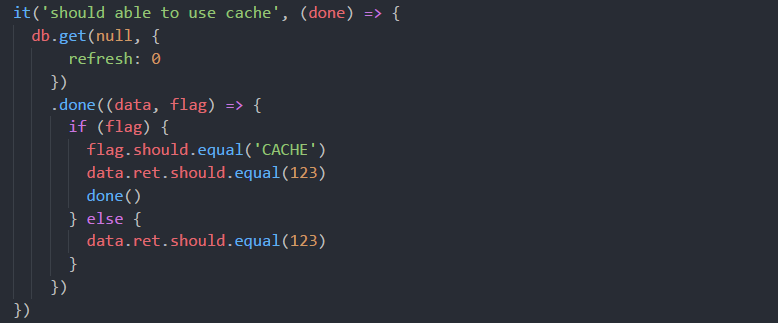 it('should able to use cache', (done) => {
  db.get(null, {
      refresh: 0
    })
    .done((data, flag) => {
      if (flag) {
        flag.should.equal('CACHE')
        data.ret.should.equal(123)
        done()
      } else {
        data.ret.should.equal(123)
      }
    })
})